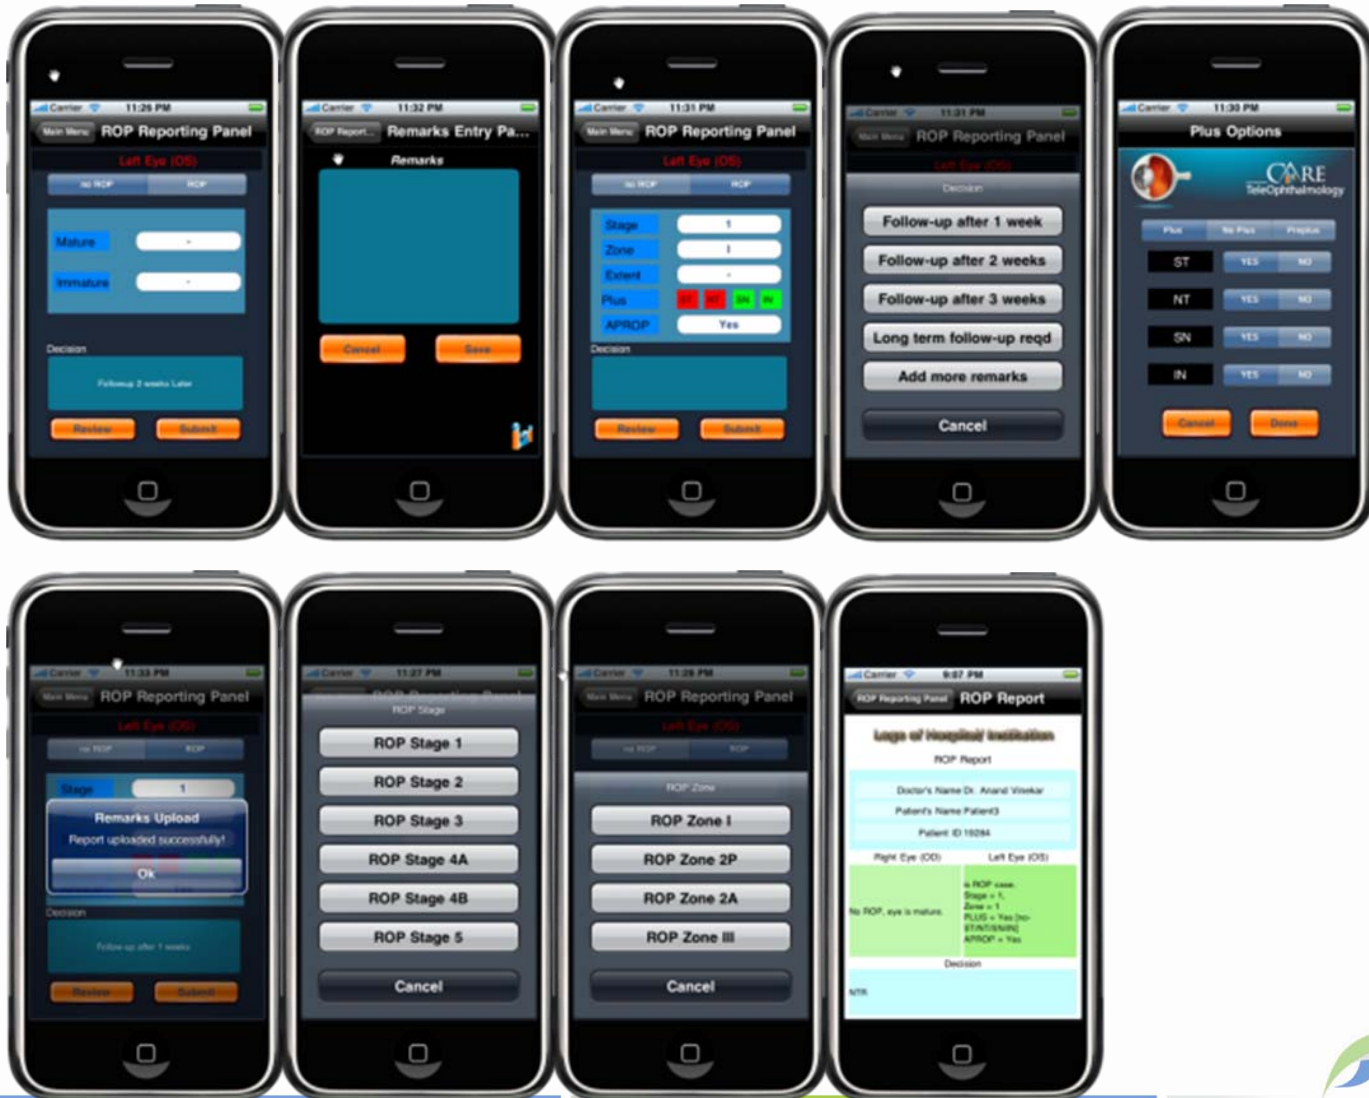 Carrier 11:26 PM
Main Menu ROP Reporting Panel
Left Eye (OS)
no ROP ROP
Mature -
Immature -
Decision
Followup 2 weeks Later
Review Submit
Carrier 11:32 PM
ROP Report... Remarks Entry Pa...
Remarks
Cancel Save
Carrier 11:31 PM
Main Menu ROP Reporting Panel
Left Eye (OS)
no ROP ROP
Stage 1
Zone I
Extent -
Plus ST NT SN IN
APROP Yes
Decision
Review Submit
Carrier 11:31 PM
Main Menu ROP Reporting Panel
Left Eye (OS)
Decision
Follow-up after 1 week
Follow-up after 2 weeks
Follow-up after 3 weeks
Long term follow-up reqd
Add more remarks
Cancel
Carrier 11:30 PM
Plus Options
CARE
TeleOphthalmology
Plus No Plus Preplus
ST YES NO
NT YES NO
SN YES NO
IN YES NO
Cancel Done
Carrier 11:33 PM
Main Menu ROP Reporting Panel
Left Eye (OS)
no ROP ROP
Stage 1
Remarks Upload
Report uploaded successfully!
Ok
Decision
Follow-up after 1 weeks
Review Submit
Carrier 11:27 PM
ROP Reporting Panel
ROP Stage
ROP Stage 1
ROP Stage 2
ROP Stage 3
ROP Stage 4A
ROP Stage 4B
ROP Stage 5
Cancel
Carrier 11:28 PM
Main Menu ROP Reporting Panel
Left Eye (OS)
no ROP ROP
ROP Zone
ROP Zone I
ROP Zone 2P
ROP Zone 2A
ROP Zone III
Cancel
Carrier 9:07 PM
ROP Reporting Panel ROP Report
Logo of Hospital/ Institution
ROP Report
Doctor's Name Dr. Anand Vinekar
Patient's Name Patient3
Patient ID 19284
Right Eye (OD) Left Eye (OS)
No ROP, eye is mature.
is ROP case.
Stage = 1,
Zone = 1
PLUS = Yes [no-
ST/NT/SN/IN]
APROP = Yes
Decision
NTR